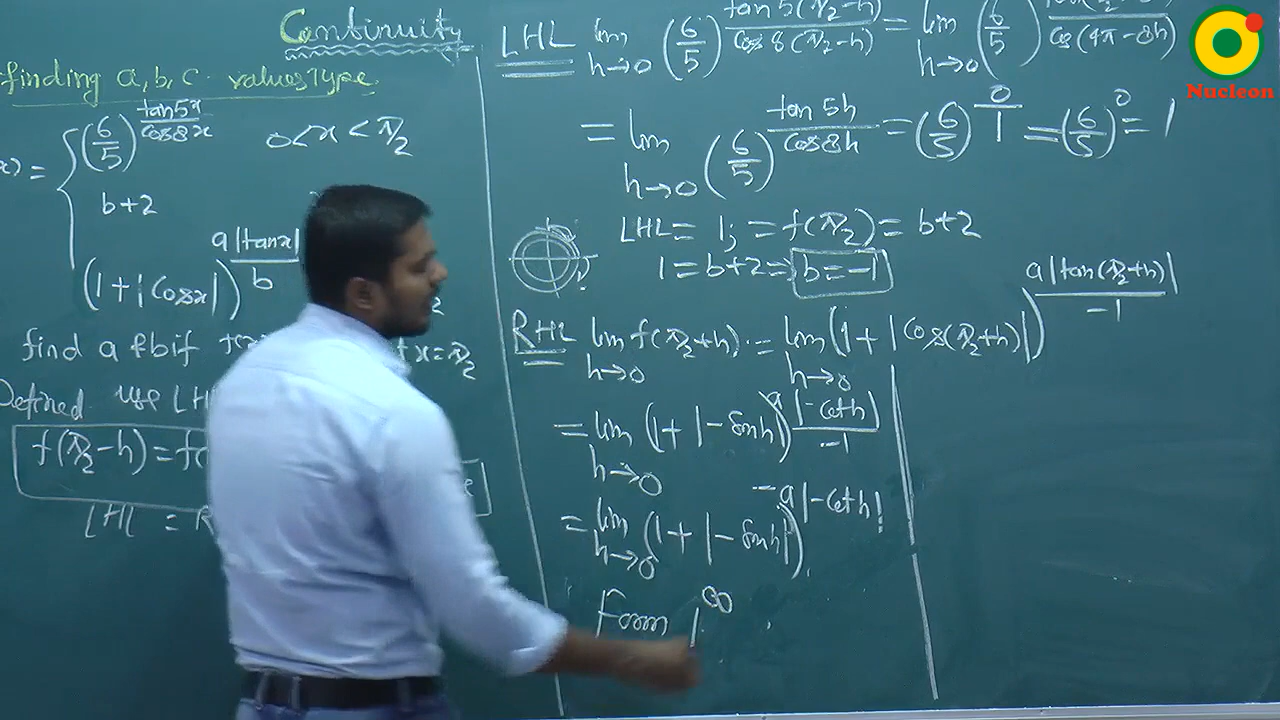 Continuity
finding a, b, c values Type
x) = { (6/5)^(tan5x/cos8x) 0 < x < π/2
b+2
(1+|Cosx|)^(a|tanx|/b)
find a & b if x = π/2
Defined use LH
f(π/2-h) = f(
LHL = R
LHL lim h→0 (6/5)^(tan5(π/2-h)/cos8(π/2-h)) = lim h→0 (6/5) cos(4π-8h)
= lim h→0 (6/5)^(tan5h/cos8h) = (6/5)^(0/1) = (6/5)^0 = 1
LHL = 1; = f(π/2) = b+2
1 = b+2 = b = -1
RHL lim h→0 f(π/2+h) = lim h→0 (1+|Cos(π/2+h)|)^(a|tan(π/2+h)|/-1)
= lim h→0 (1+|-Sinh|)^(a|-Coth|/-1)
= lim h→0 (1+|-Sinh|)^(-a|-Coth|)
Form 1^∞
Nucleon